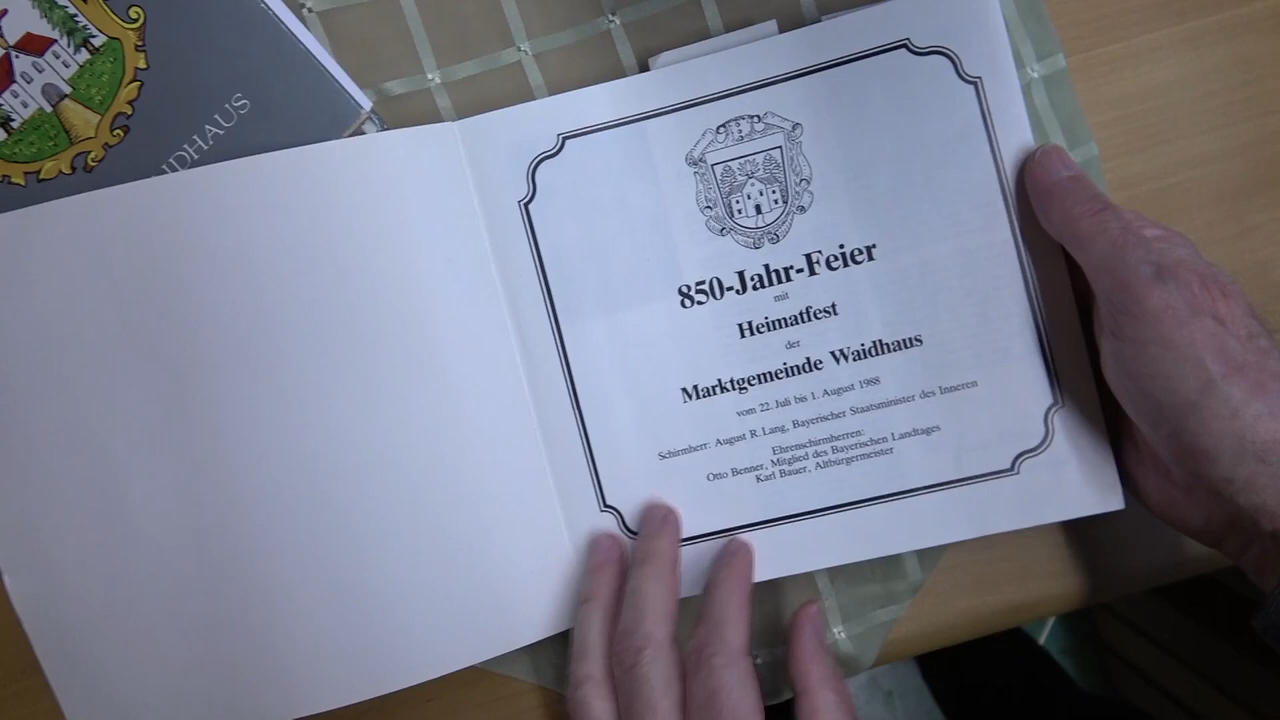 850-Jahr-Feier
mit
Heimatfest
der
Marktgemeinde Waidhaus
vom 22. Juli bis 1. August 1988
Schirmherr: August R. Lang, Bayerischer Staatsminister des Inneren
Ehrenschirmherren:
Otto Benner, Mitglied des Bayerischen Landtages
Karl Bauer, Altbürgermeister